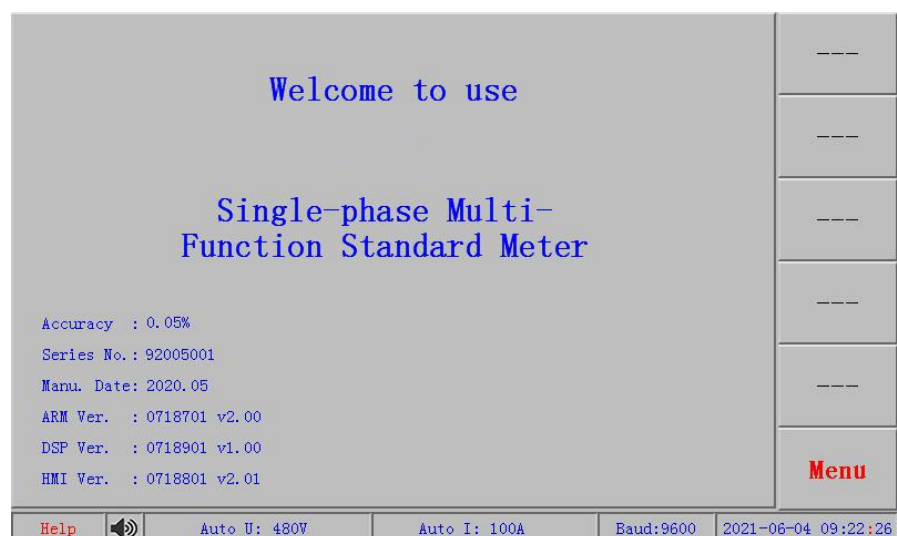 Welcome to use
Single-phase Multi-
Function Standard Meter
Accuracy : 0.05%
Series No.: 92005001
Manu. Date: 2020.05
ARM Ver. : 0718701 v2.00
DSP Ver. : 0718901 v1.00
HMI Ver. : 0718801 v2.01
---
---
---
---
---
Menu
Help Auto U: 480V Auto I: 100A Baud:9600 2021-06-04 09:22:26